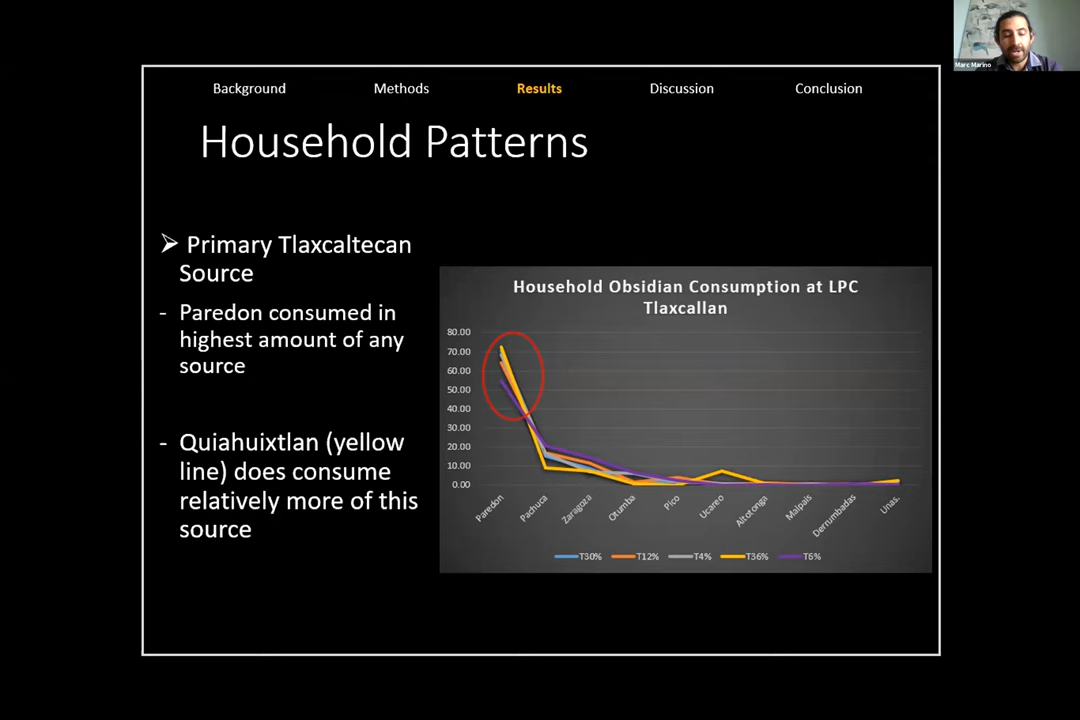 Marc Marino
Background Methods Results Discussion Conclusion
Household Patterns
➢ Primary Tlaxcaltecan
Source
- Paredon consumed in
highest amount of any
source
- Quiahuixtlan (yellow
line) does consume
relatively more of this
source
Household Obsidian Consumption at LPC
Tlaxcallan
80.00
70.00
60.00
50.00
40.00
30.00
20.00
10.00
0.00
Paredon Pachuca Zaragoza Otumba Pico Ucareo Altotonga Malpais Derrumbadas Unas.
T30% T12% T4% T36% T6%